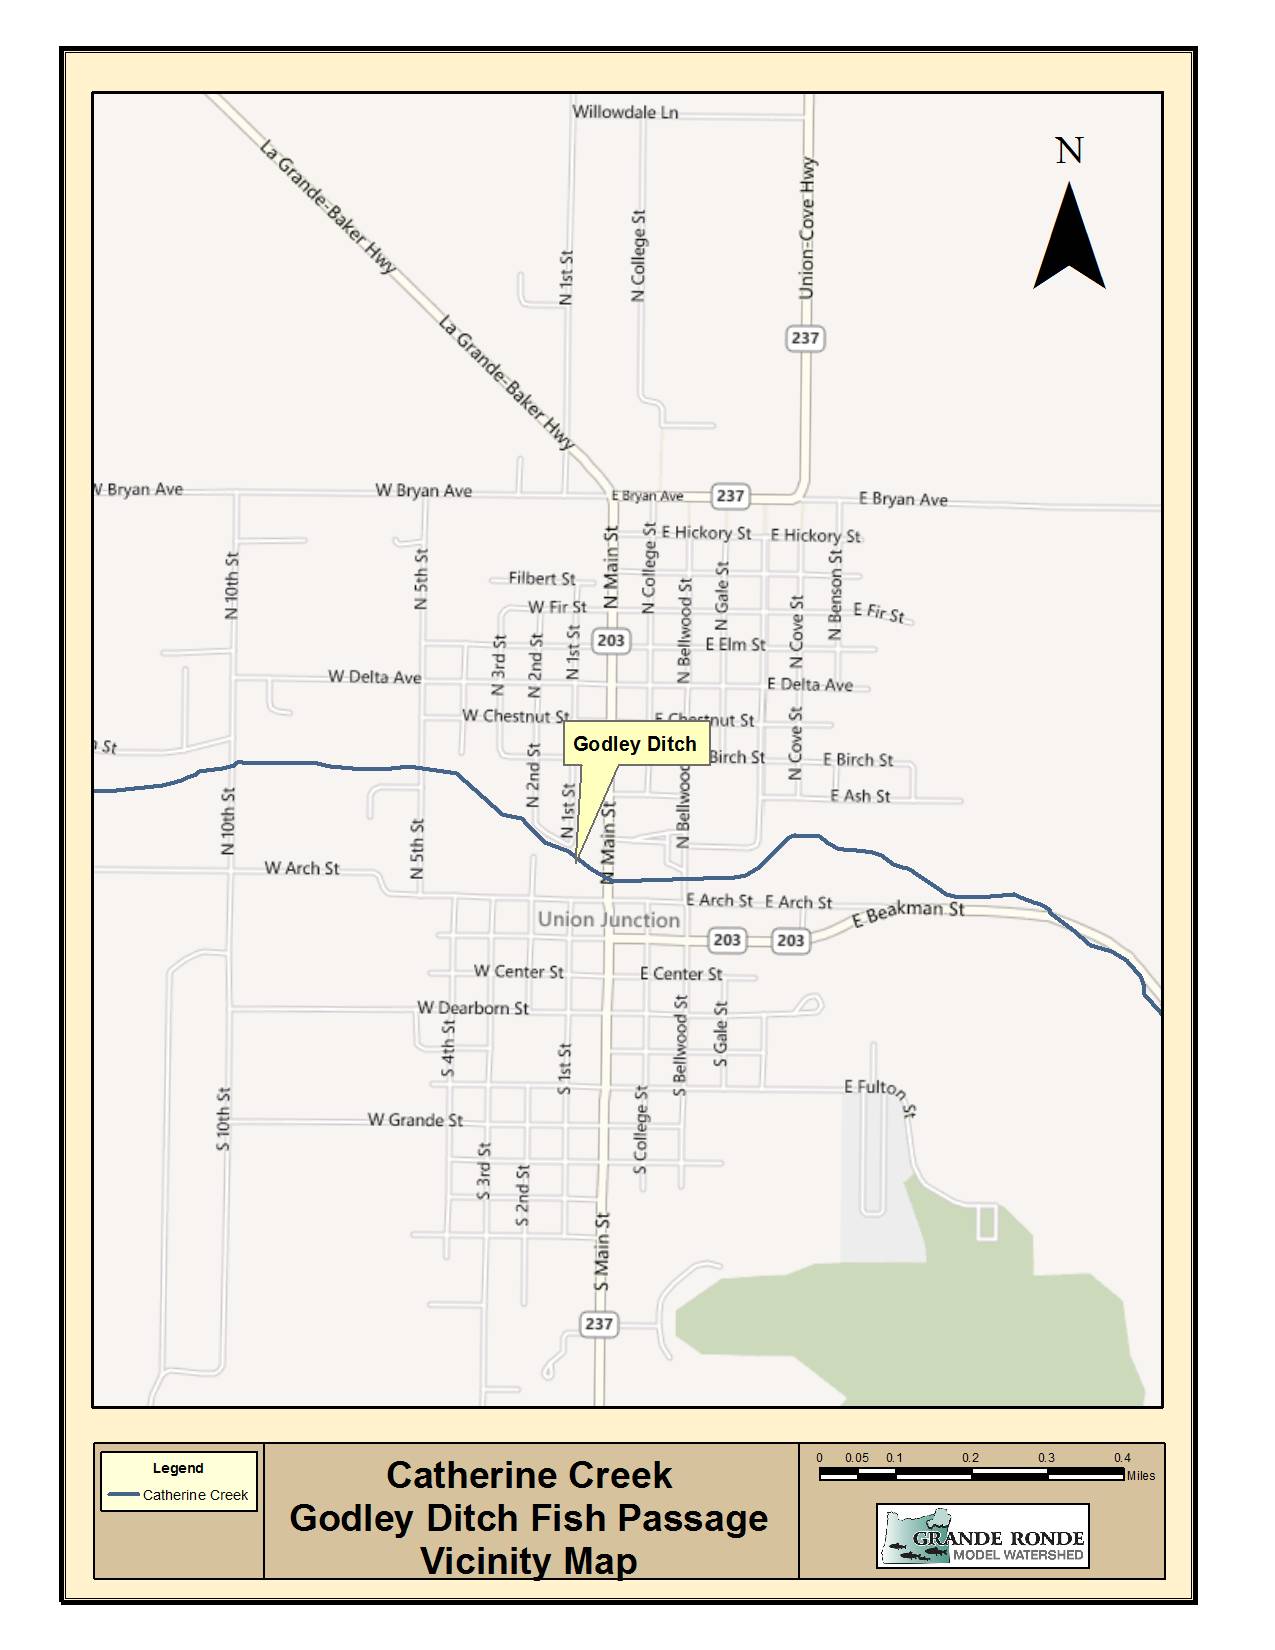 Willowdale Ln
N
La Grande-Baker Hwy
Union-Cove Hwy
N College St
N 1st St
237
La Grande-Baker Hwy
W Bryan Ave
W Bryan Ave
E Bryan Ave
237
E Bryan Ave
E Hickory St
E Hickory St
N 10th St
N 5th St
N Main St
N College St
Filbert St
N Gale St
N Benson St
W Fir St
E Fir St
N Bellwood St
N Cove St
203
N 3rd St
N 2nd St
N 1st St
E Elm St
W Delta Ave
E Delta Ave
W Chestnut St
E Chestnut St
N Cove St
Godley Ditch
Birch St
E Birch St
N 2nd St
N 1st St
E Ash St
n St
N 10th St
N 5th St
N Main St
N Bellwood
W Arch St
E Arch St
E Arch St
E Beakman St
Union Junction
203
203
W Center St
E Center St
W Dearborn St
S 4th St
S 1st St
S Bellwood St
S Gale St
E Fulton St
S 10th St
W Grande St
S College St
S 3rd St
S 2nd St
S Main St
237
Legend
Catherine Creek
Catherine Creek
Godley Ditch Fish Passage
Vicinity Map
0 0.05 0.1 0.2 0.3 0.4
Miles
GRANDE RONDE
MODEL WATERSHED